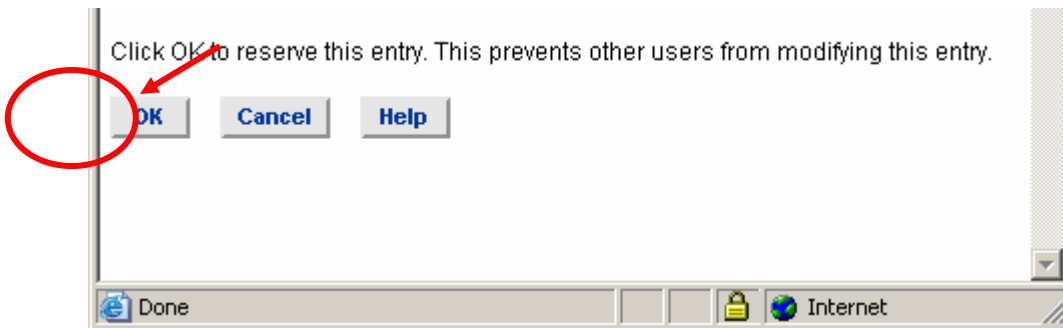 Click OK to reserve this entry. This prevents other users from modifying this entry.
OK Cancel Help
Done Internet